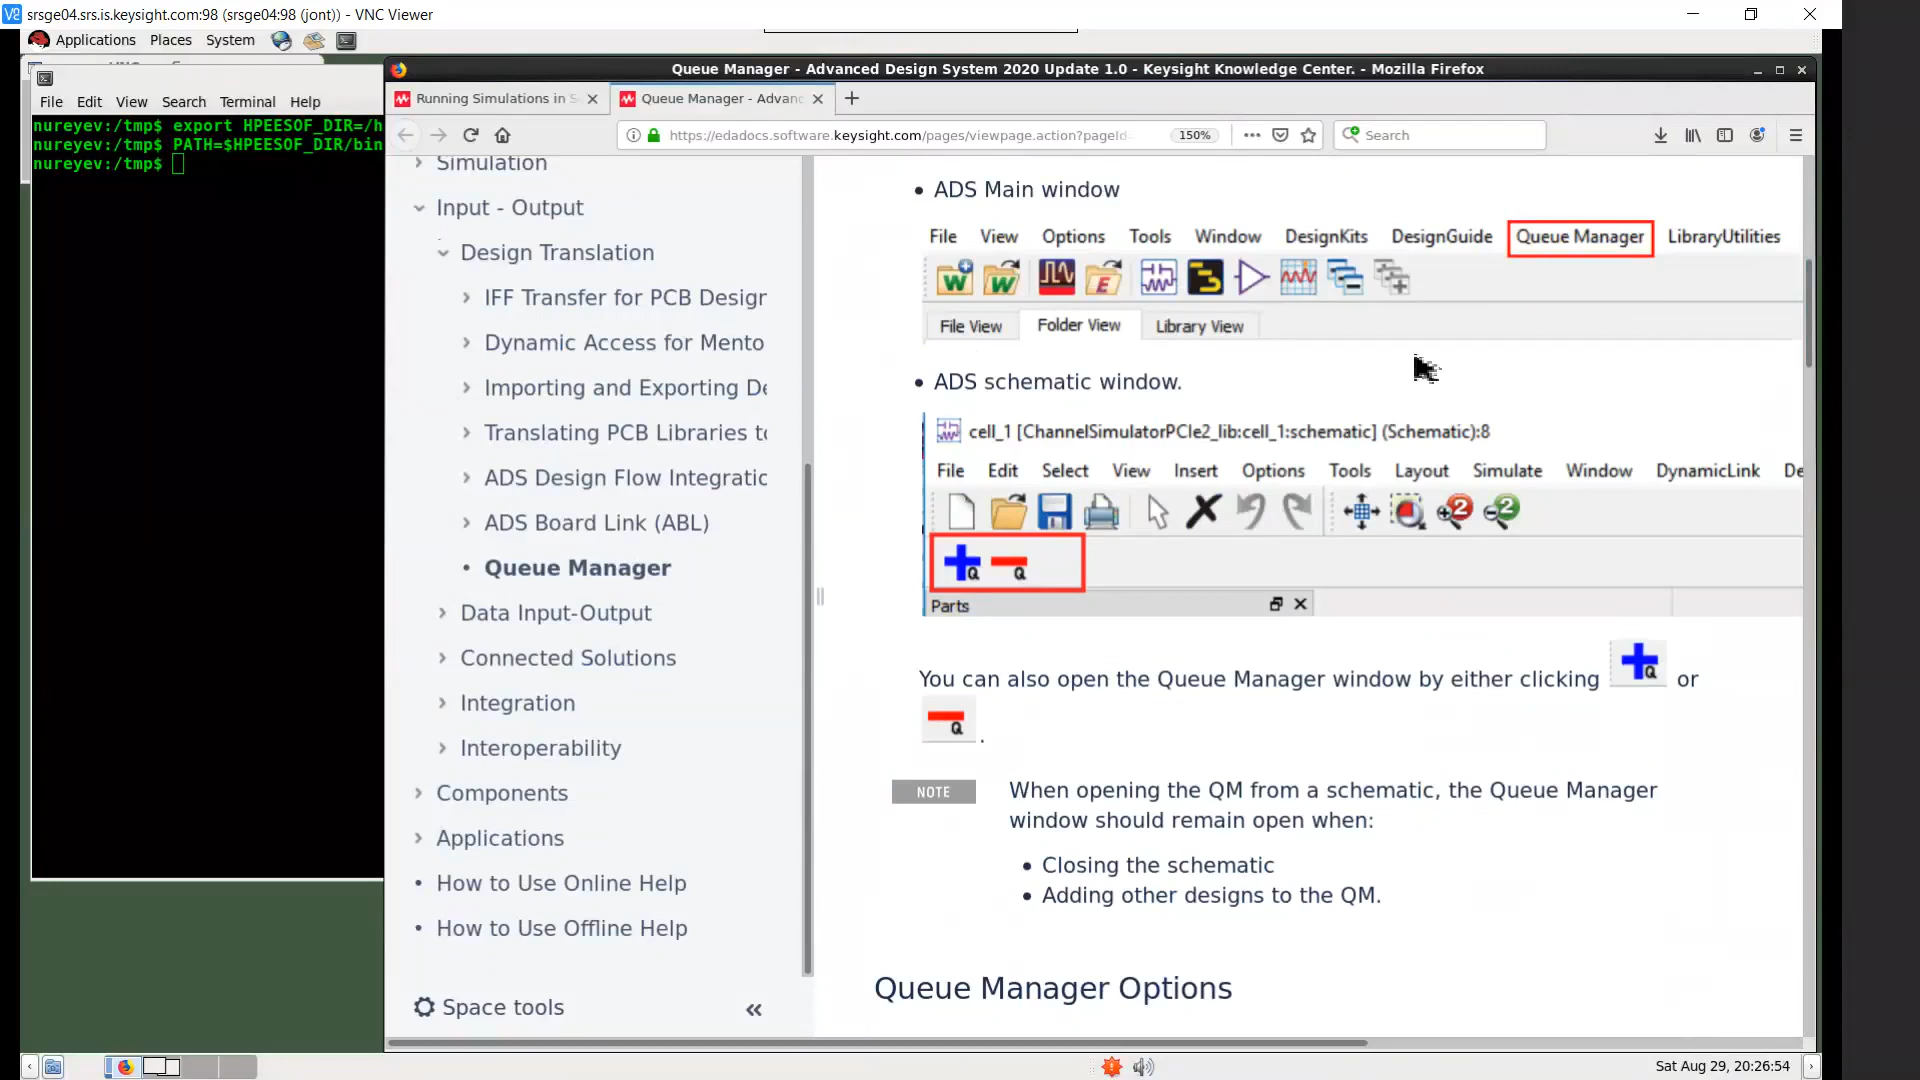 srsge04.srs.is.keysight.com:98 (srsge04:98 (jont)) - VNC Viewer
Applications Places System
Queue Manager - Advanced Design System 2020 Update 1.0 - Keysight Knowledge Center. - Mozilla Firefox
File Edit View Search Terminal Help
nureyev:/tmp$ export HPEESOF_DIR=/h
nureyev:/tmp$ PATH=$HPEESOF_DIR/bin
nureyev:/tmp$
Running Simulations in S
Queue Manager - Advanc
https://edadocs.software.keysight.com/pages/viewpage.action?pageId
150%
Search
Simulation
Input - Output
Design Translation
IFF Transfer for PCB Design
Dynamic Access for Mento
Importing and Exporting De
Translating PCB Libraries to
ADS Design Flow Integratio
ADS Board Link (ABL)
Queue Manager
Data Input-Output
Connected Solutions
Integration
Interoperability
Components
Applications
How to Use Online Help
How to Use Offline Help
Space tools
ADS Main window
File View Options Tools Window DesignKits DesignGuide Queue Manager LibraryUtilities
File View Folder View Library View
ADS schematic window.
cell_1 [ChannelSimulatorPCIe2_lib:cell_1:schematic] (Schematic):8
File Edit Select View Insert Options Tools Layout Simulate Window DynamicLink De
2 2
Q Q
Parts
You can also open the Queue Manager window by either clicking Q or
Q .
NOTE
When opening the QM from a schematic, the Queue Manager
window should remain open when:
Closing the schematic
Adding other designs to the QM.
Queue Manager Options
Sat Aug 29, 20:26:54